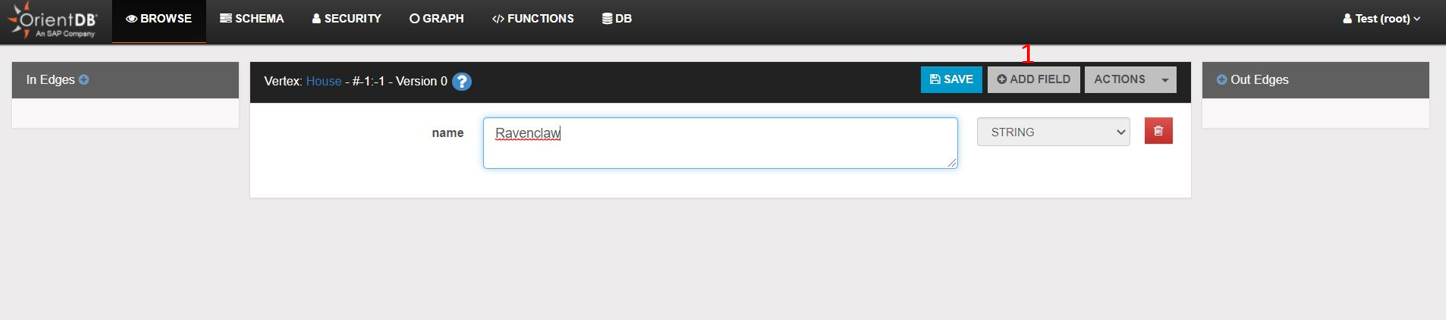 OrientDB®
An SAP Company
BROWSE SCHEMA SECURITY GRAPH FUNCTIONS DB Test (root)
1
In Edges
Vertex: House - #-1:-1 - Version 0 ? SAVE ADD FIELD ACTIONS
Out Edges
name Ravenclaw STRING